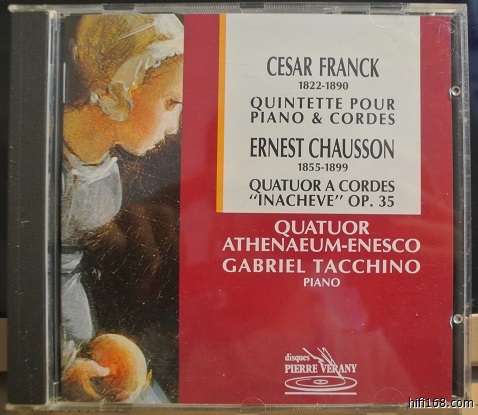 CESAR FRANCK
1822-1890
QUINTETTE POUR
PIANO & CORDES
ERNEST CHAUSSON
1855-1899
QUATUOR A CORDES
“INACHEVE” OP. 35
QUATUOR
ATHENAEUM-ENESCO
GABRIEL TACCHINO
PIANO
disques
PIERRE VERANY
hifi168.com